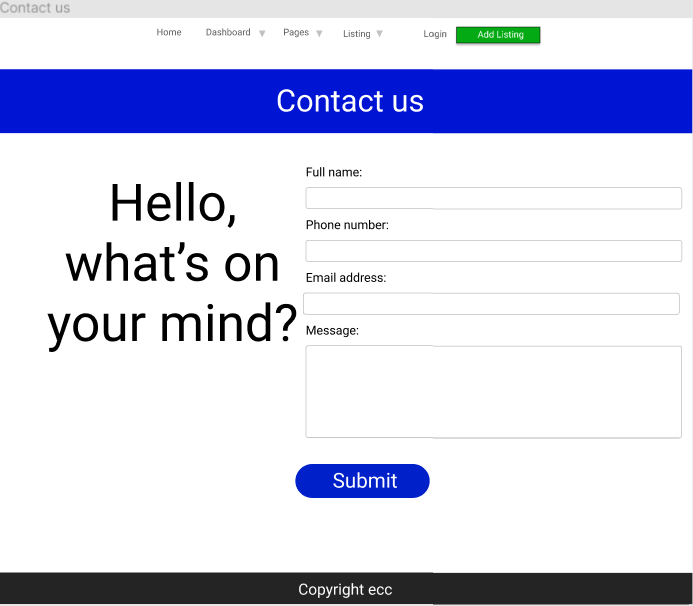 Contact us
Home Dashboard Pages Listing Login Add Listing
Contact us
Hello,
what's on
your mind?
Full name:
Phone number:
Email address:
Message:
Submit
Copyright ecc